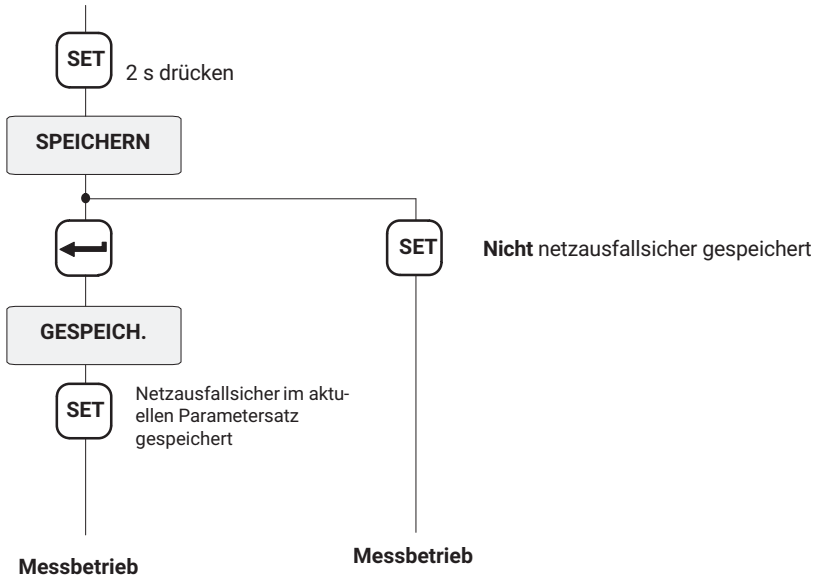 SET
2 s drücken
SPEICHERN
SET
Nicht netzausfallsicher gespeichert
GESPEICH.
SET
Netzausfallsicher im aktu-
ellen Parametersatz
gespeichert
Messbetrieb
Messbetrieb